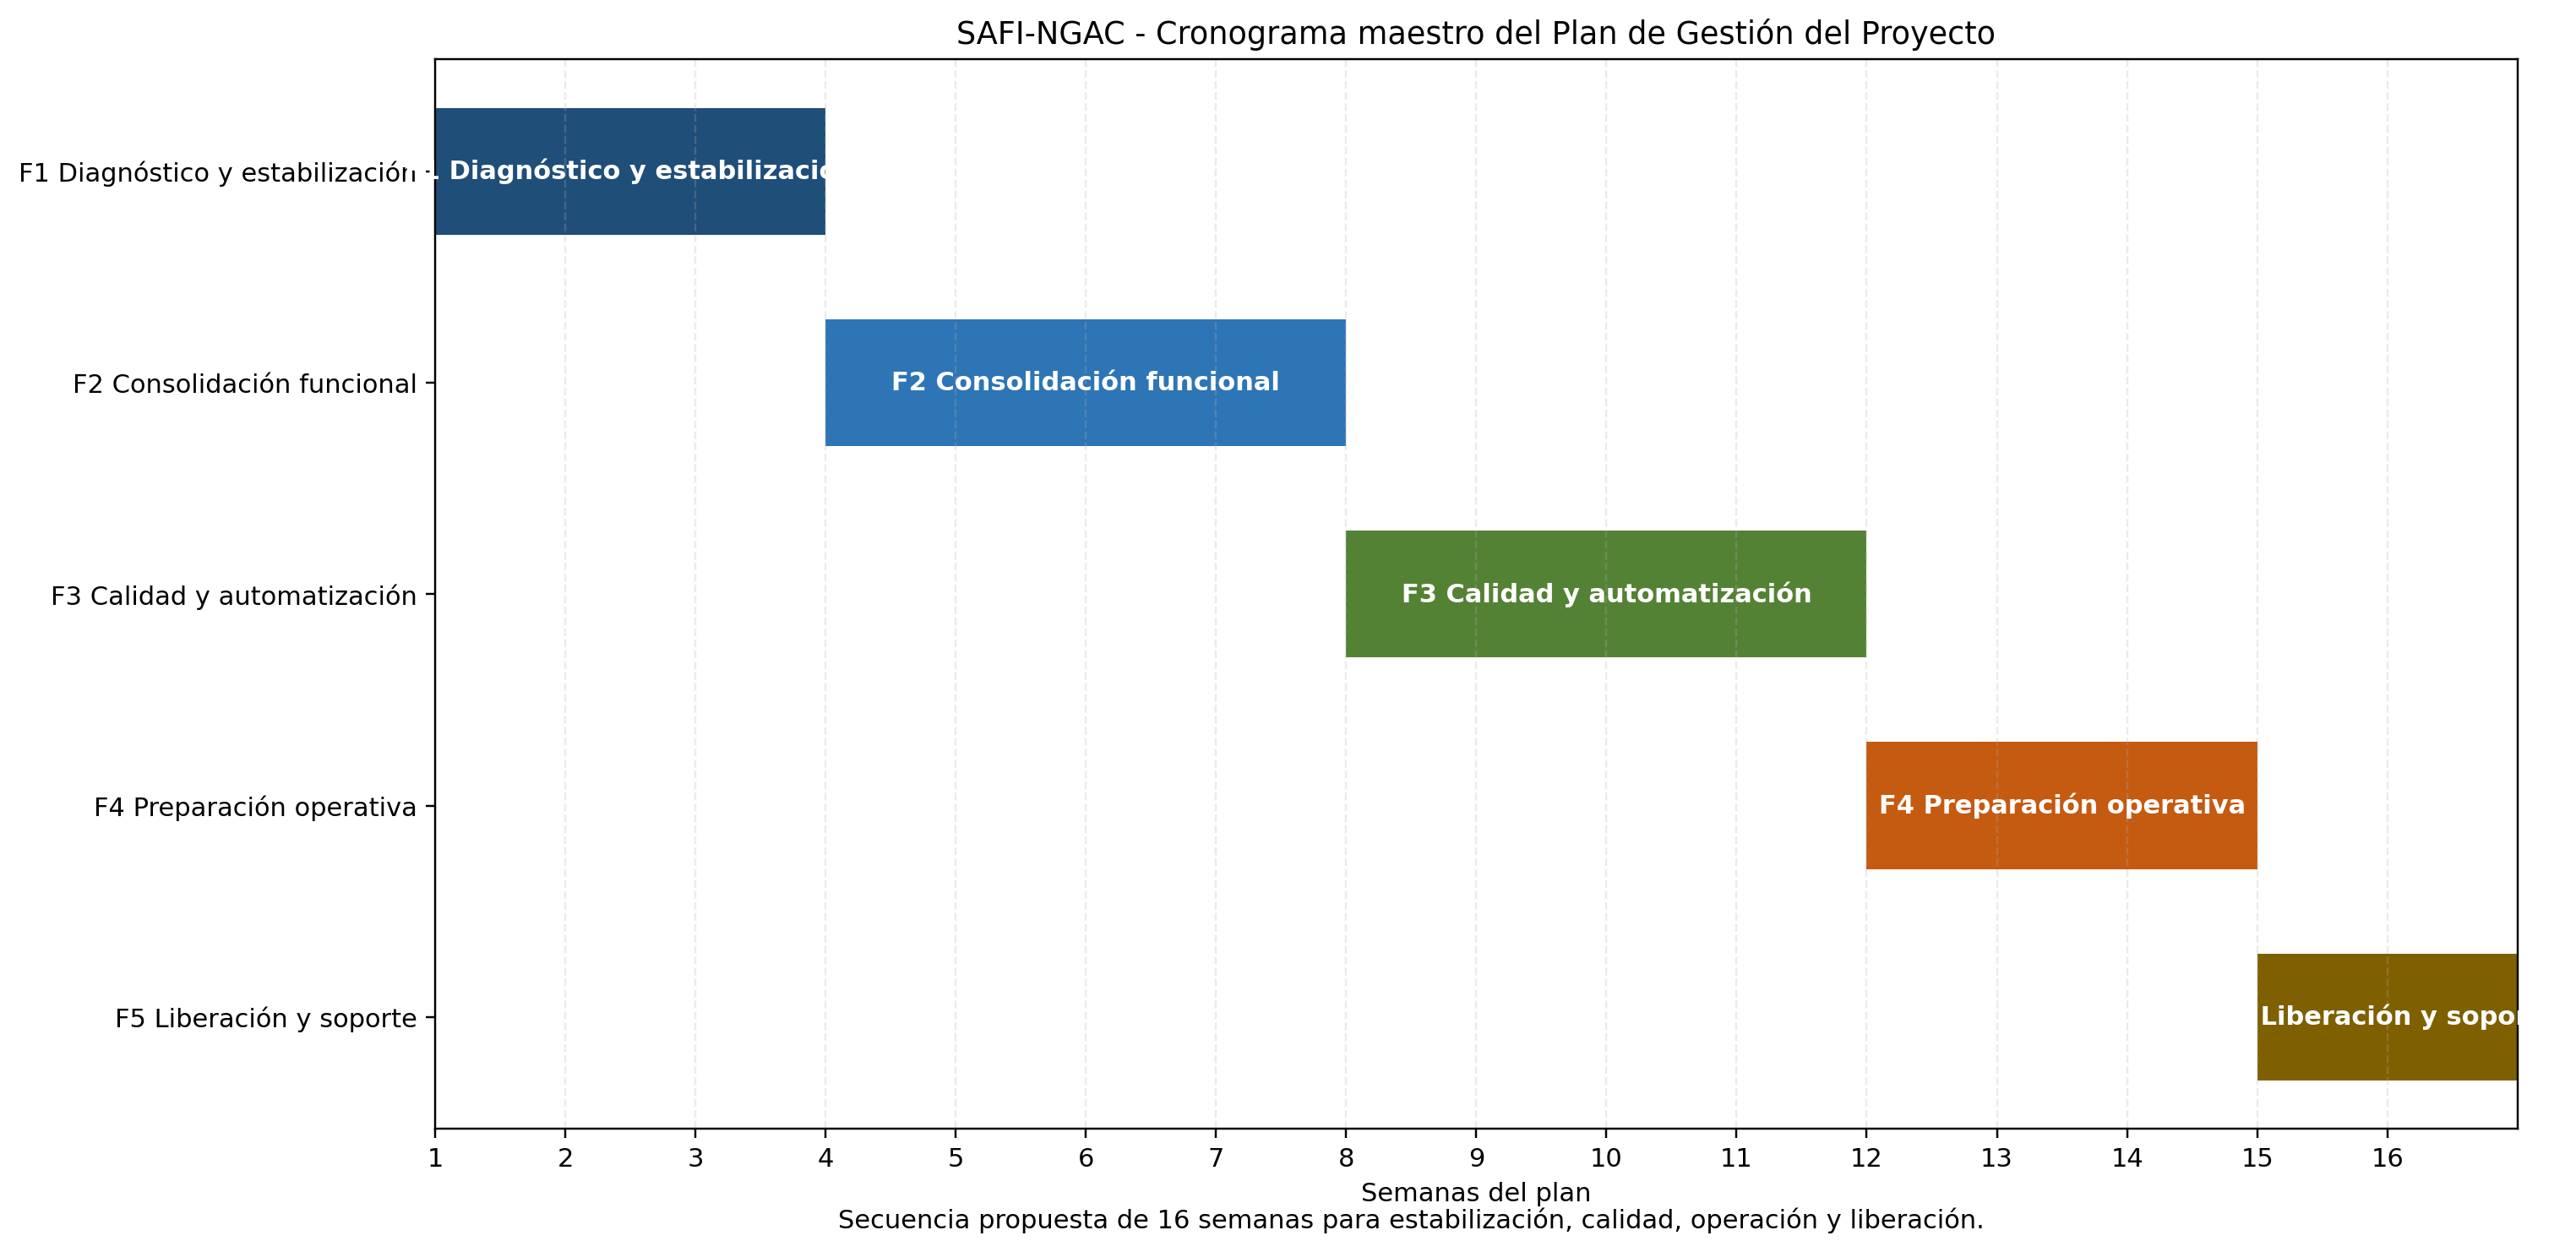 SAFI-NGAC - Cronograma maestro del Plan de Gestión del Proyecto
F1 Diagnóstico y estabilización
Diagnóstico y estabilizació
F2 Consolidación funcional
F2 Consolidación funcional
F3 Calidad y automatización
F3 Calidad y automatización
F4 Preparación operativa
F4 Preparación operativa
F5 Liberación y soporte
Liberación y sopor
1 2 3 4 5 6 7 8 9 10 11 12 13 14 15 16
Semanas del plan
Secuencia propuesta de 16 semanas para estabilización, calidad, operación y liberación.